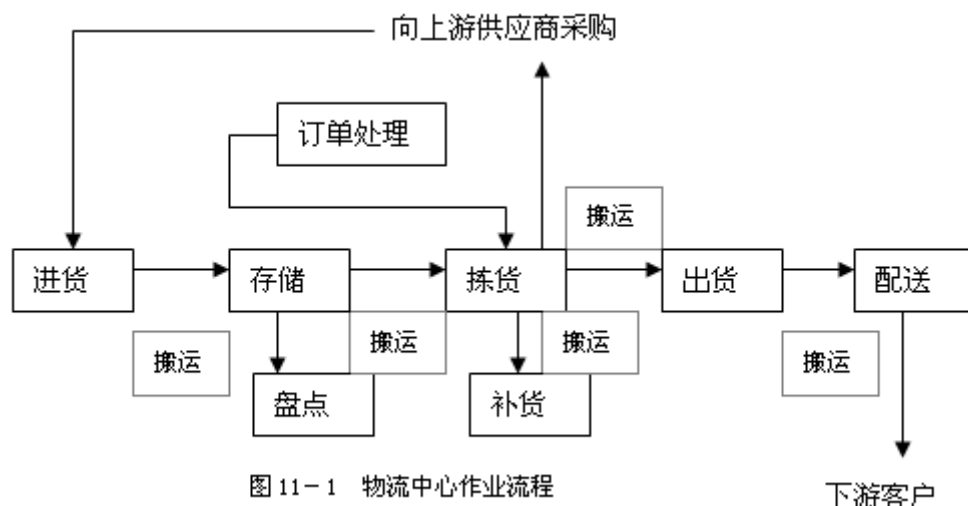 向上游供应商采购
订单处理
搬运
进货
存储
拣货
出货
配送
搬运
搬运
搬运
搬运
盘点
补货
图 11－1 物流中心作业流程
下游客户